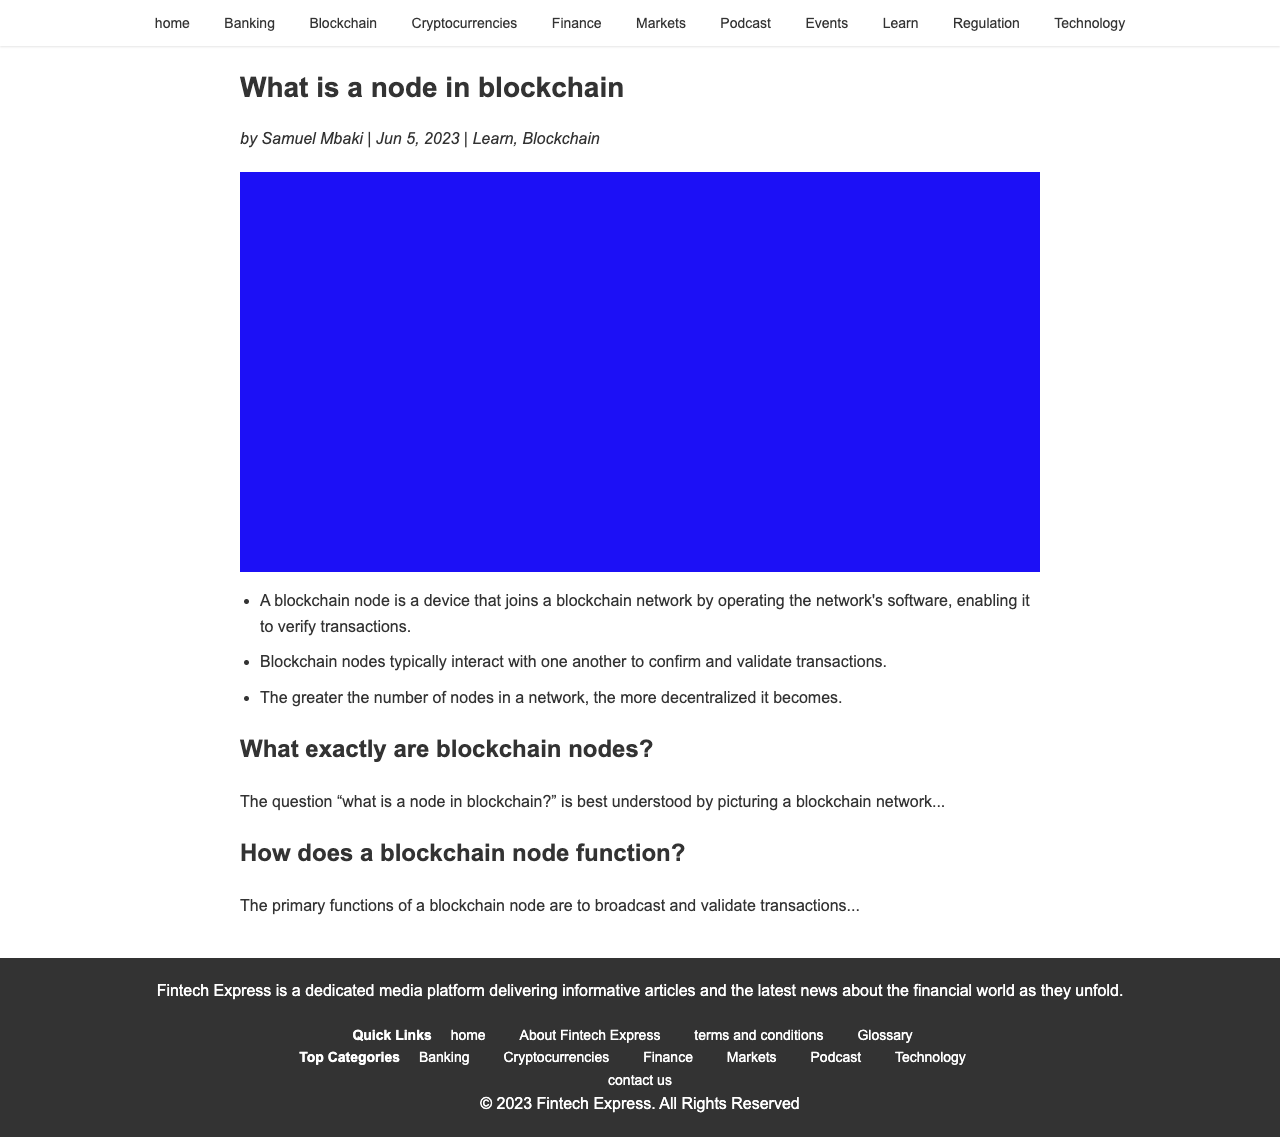 home Banking Blockchain Cryptocurrencies Finance Markets Podcast Events Learn Regulation Technology
What is a node in blockchain
by Samuel Mbaki | Jun 5, 2023 | Learn, Blockchain
• A blockchain node is a device that joins a blockchain network by operating the network's software, enabling it
to verify transactions.
• Blockchain nodes typically interact with one another to confirm and validate transactions.
• The greater the number of nodes in a network, the more decentralized it becomes.
What exactly are blockchain nodes?
The question “what is a node in blockchain?” is best understood by picturing a blockchain network...
How does a blockchain node function?
The primary functions of a blockchain node are to broadcast and validate transactions...
Fintech Express is a dedicated media platform delivering informative articles and the latest news about the financial world as they unfold.
Quick Links home About Fintech Express terms and conditions Glossary
Top Categories Banking Cryptocurrencies Finance Markets Podcast Technology
contact us
© 2023 Fintech Express. All Rights Reserved